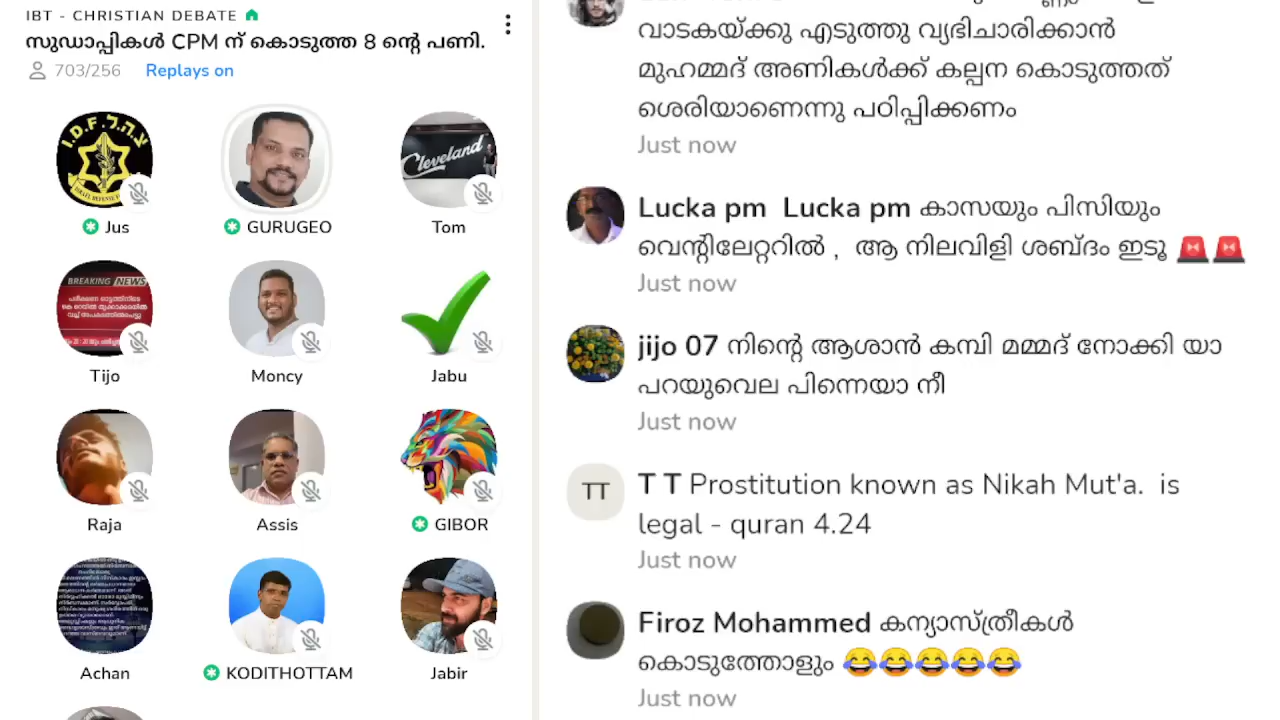 IBT - CHRISTIAN DEBATE
സുഡാപ്പികൾ CPM ന് കൊടുത്ത 8 ന്റെ പണി.
703/256 Replays on
I.D.F. צ.ה.ל
Jus
GURUGEO
Cleveland
Tom
BREAKING NEWS
Tijo
Moncy
Jabu
Raja
Assis
GIBOR
Achan
KODITHOTTAM
Jabir
വാടകയ്ക്കു എടുത്തു വ്യഭിചാരിക്കാൻ
മുഹമ്മദ് അണികൾക്ക് കല്പന കൊടുത്തത്
ശെരിയാണെന്നു പഠിപ്പിക്കണം
Just now
Lucka pm Lucka pm കാസയും പിസിയും
വെന്റിലേറ്ററിൽ , ആ നിലവിളി ശബ്ദം ഇടൂ 🚨🚨
Just now
jijo 07 നിന്റെ ആശാൻ കമ്പി മമ്മദ് നോക്കി യാ
പറയുവെല പിന്നെയാ നീ
Just now
TT
T T Prostitution known as Nikah Mut'a. is
legal - quran 4.24
Just now
Firoz Mohammed കന്യാസ്ത്രീകൾ
കൊടുത്തോളും 😂😂😂😂😂
Just now